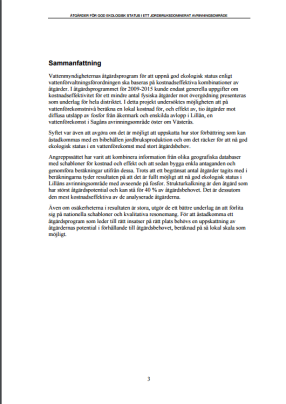 ÅTGÄRDER FÖR GOD EKOLOGISK STATUS I ETT JORDBRUKSDOMINERAT AVRINNINGSOMRÅDE
Sammanfattning
Vattenmyndigheternas åtgärdsprogram för att uppnå god ekologisk status enligt
vattenförvaltningsförordningen ska baseras på kostnadseffektiva kombinationer av
åtgärder. I åtgärdsprogrammet för 2009-2015 kunde endast generella uppgifter om
kostnadseffektivitet för ett mindre antal fysiska åtgärder mot övergödning presenteras
som underlag för hela distriktet. I detta projekt undersöktes möjligheten att på
vattenförekomstnivå beräkna en lokal kostnad för, och effekt av, tio åtgärder mot
diffusa utsläpp av fosfor från åkermark och enskilda avlopp i Lillån, en
vattenförekomst i Sagåns avrinningsområde öster om Västerås.
Syftet var även att avgöra om det är möjligt att uppskatta hur stor förbättring som kan
åstadkommas med en bibehållen jordbruksproduktion och om det räcker för att nå god
ekologisk status i en vattenförekomst med stort åtgärdsbehov.
Angreppssättet har varit att kombinera information från olika geografiska databaser
med schabloner för kostnad och effekt och att sedan bygga enkla antaganden och
genomföra beräkningar utifrån dessa. Trots att ett begränsat antal åtgärder tagits med i
beräkningarna tyder resultaten på att det är fullt möjligt att nå god ekologisk status i
Lillåns avrinningsområde med avseende på fosfor. Strukturkalkning är den åtgärd som
har störst åtgärdspotential och kan stå för 40 % av åtgärdsbehovet. Det är dessutom
den mest kostnadseffektiva av de analyserade åtgärderna.
Även om osäkerheterna i resultaten är stora, utgör de ett bättre underlag än att förlita
sig på nationella schabloner och kvalitativa resonemang. För att åstadkomma ett
åtgärdsprogram som leder till rätt insatser på rätt plats behövs en uppskattning av
åtgärdernas potential i förhållande till åtgärdsbehovet, beräknad på så lokal skala som
möjligt.
3